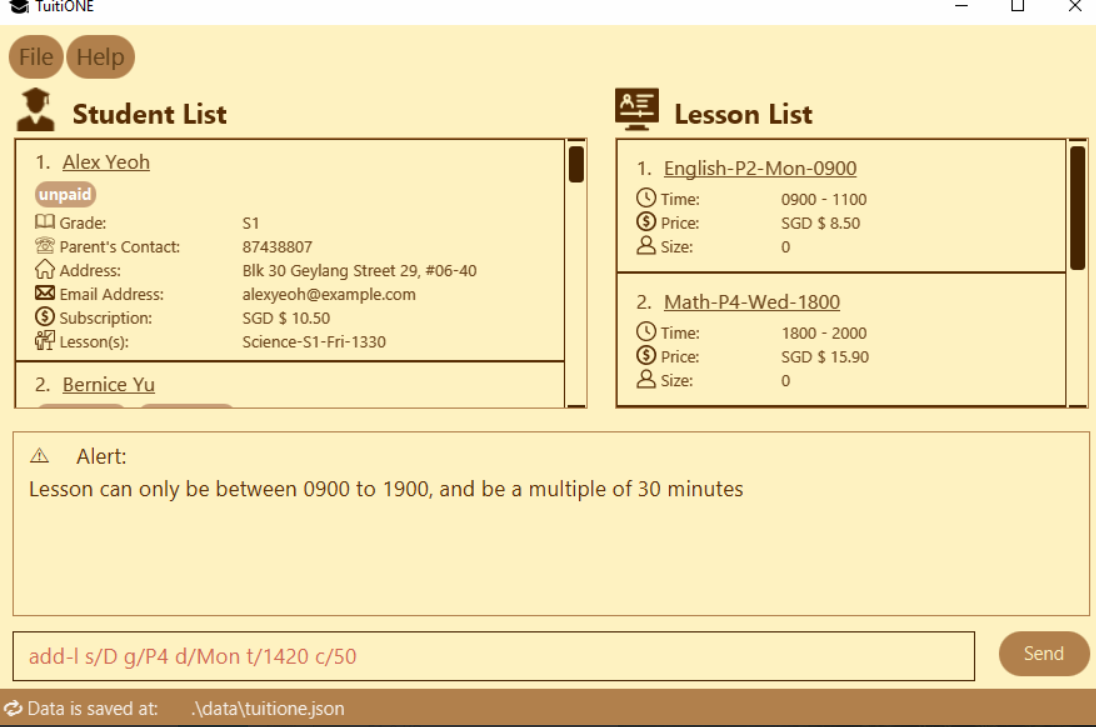 TuitiONE
File Help
Student List
1. Alex Yeoh
unpaid
Grade: S1
Parent's Contact: 87438807
Address: Blk 30 Geylang Street 29, #06-40
Email Address: alexyeoh@example.com
Subscription: SGD $ 10.50
Lesson(s): Science-S1-Fri-1330
2. Bernice Yu
Lesson List
1. English-P2-Mon-0900
Time: 0900 - 1100
Price: SGD $ 8.50
Size: 0
2. Math-P4-Wed-1800
Time: 1800 - 2000
Price: SGD $ 15.90
Size: 0
Alert:
Lesson can only be between 0900 to 1900, and be a multiple of 30 minutes
add-l s/D g/P4 d/Mon t/1420 c/50
Send
Data is saved at: .\data\tuitione.json